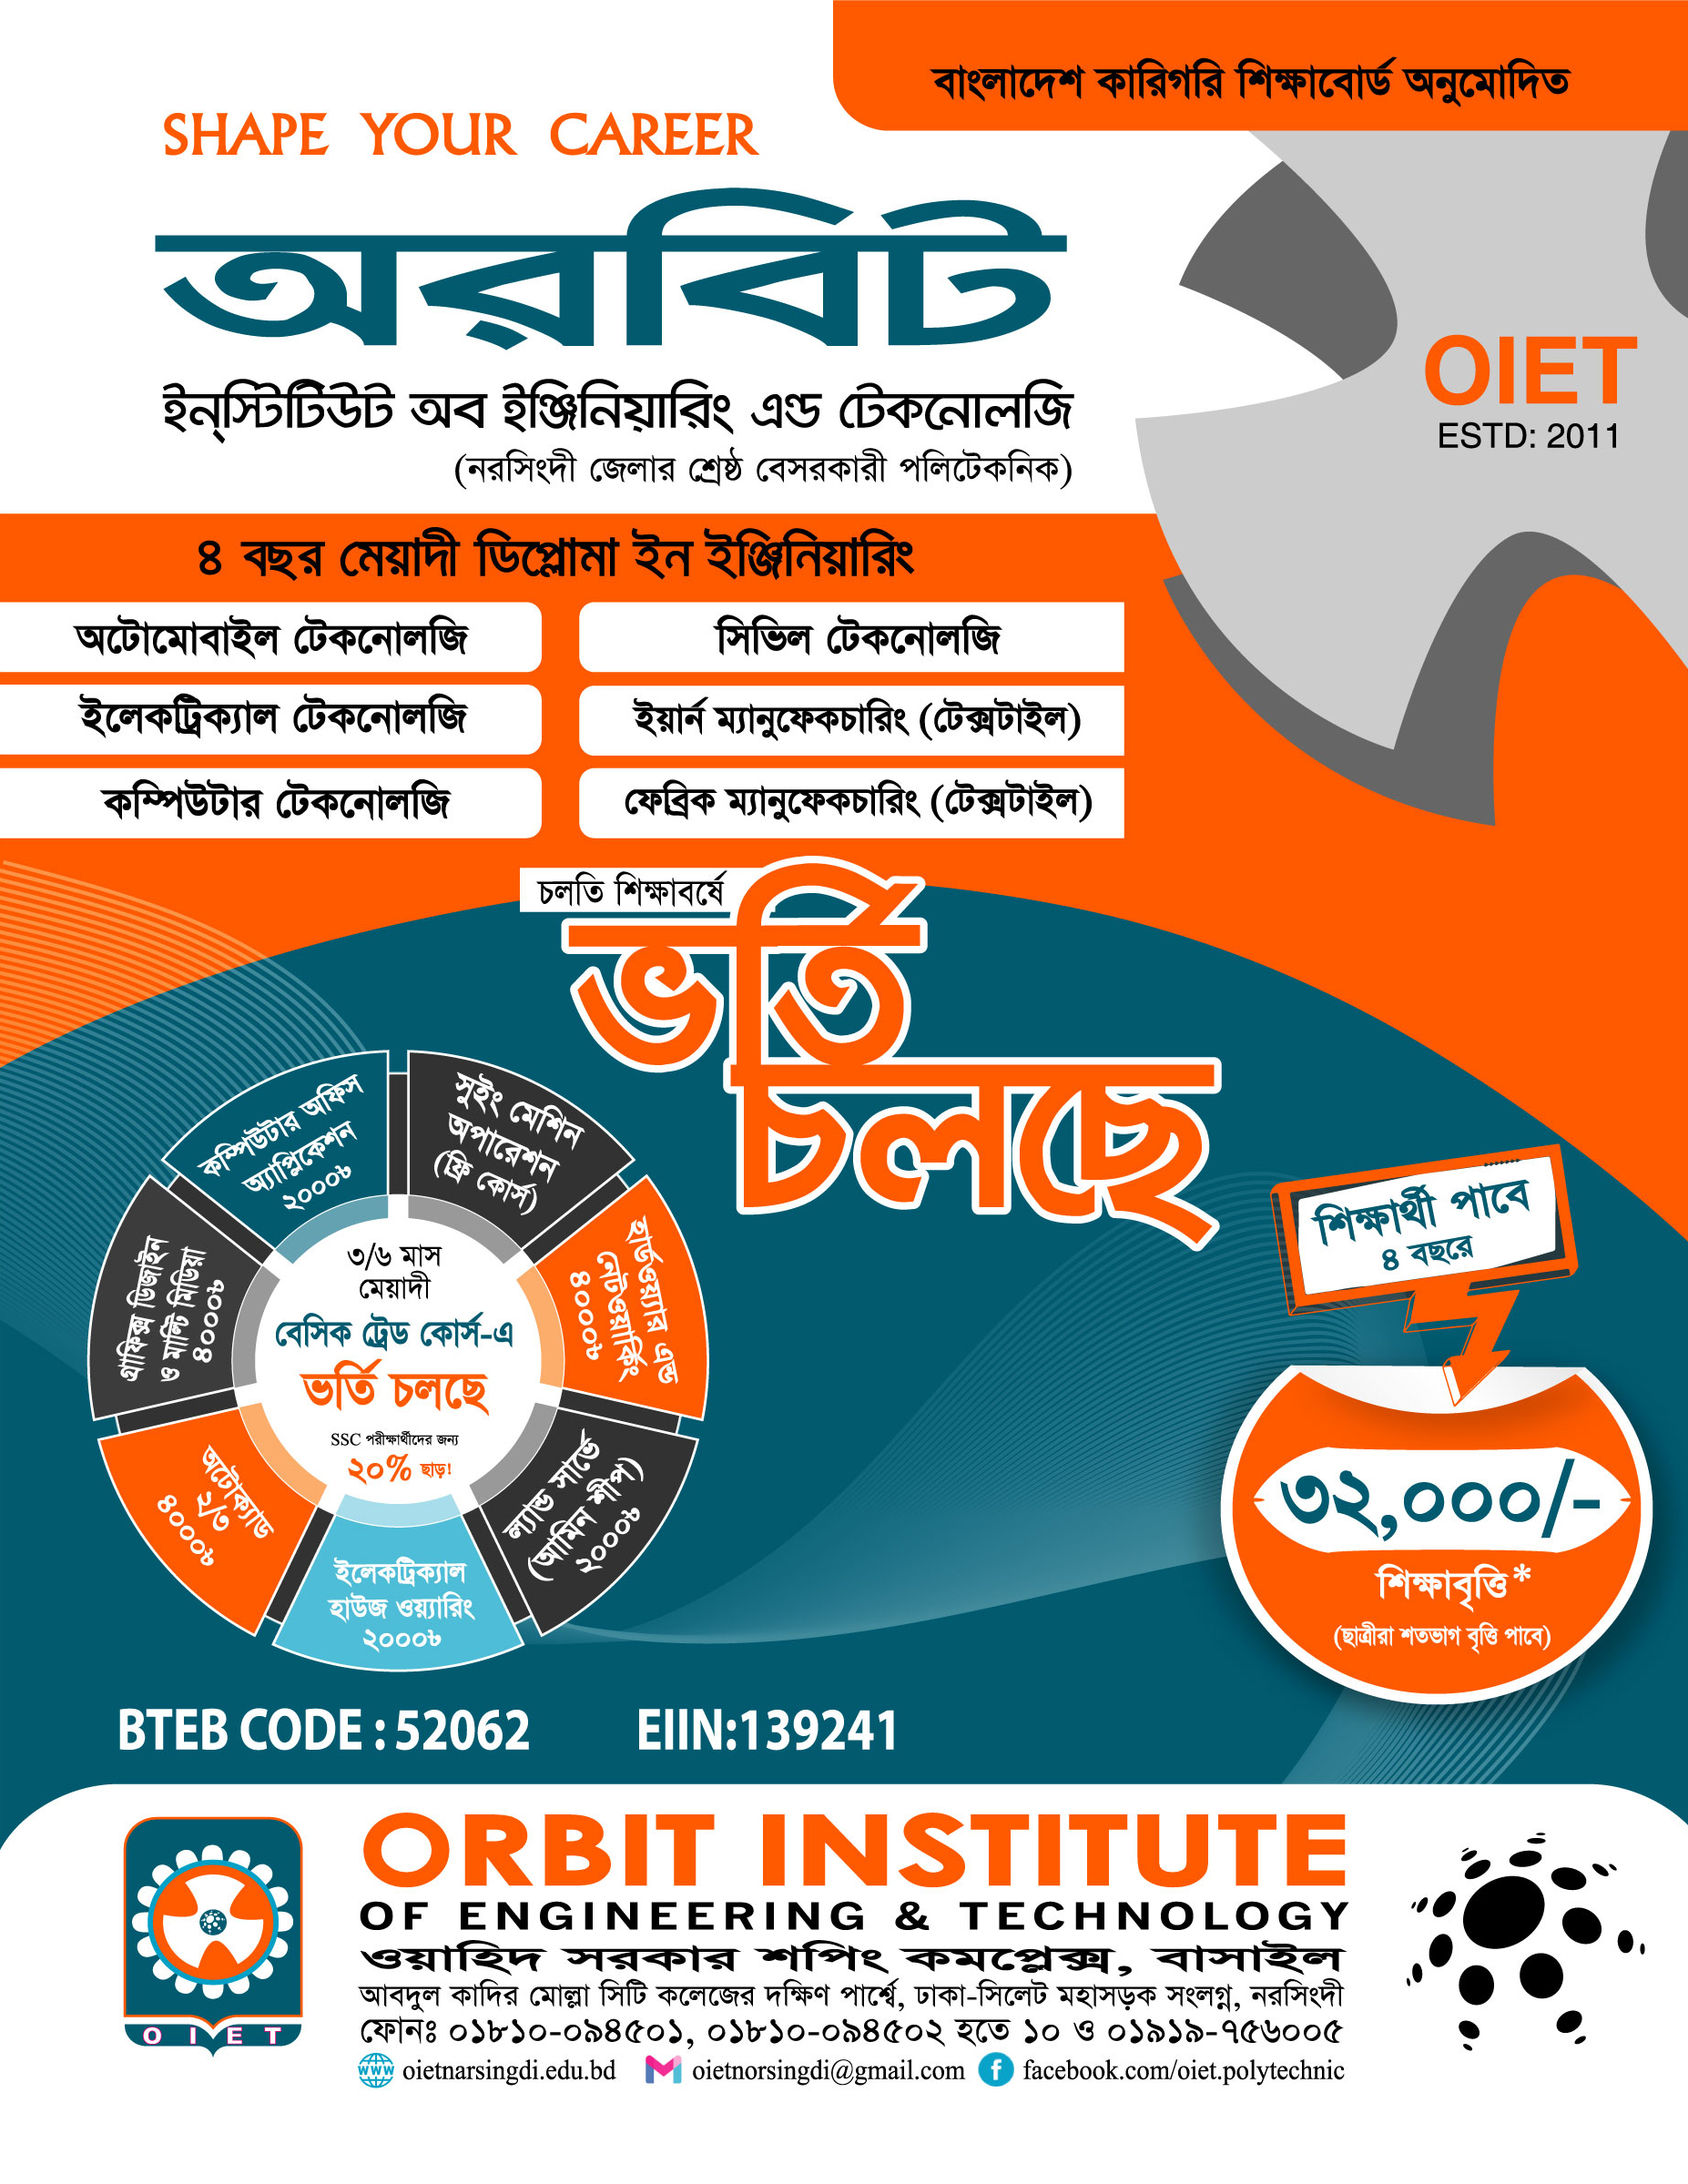 বাংলাদেশ কারিগরি শিক্ষাবোর্ড অনুমোদিত
SHAPE YOUR CAREER
অরবিট
ইন্স্টিটিউট অব ইঞ্জিনিয়ারিং এন্ড টেকনোলজি
(নরসিংদী জেলার শ্রেষ্ঠ বেসরকারী পলিটেকনিক)
OIET
ESTD: 2011
৪ বছর মেয়াদী ডিপ্লোমা ইন ইঞ্জিনিয়ারিং
অটোমোবাইল টেকনোলজি
সিভিল টেকনোলজি
ইলেকট্রিক্যাল টেকনোলজি
ইয়ার্ন ম্যানুফেকচারিং (টেক্সটাইল)
কম্পিউটার টেকনোলজি
ফেব্রিক ম্যানুফেকচারিং (টেক্সটাইল)
চলতি শিক্ষাবর্ষে
ভর্তি
চলছে
কম্পিউটার অফিস
অ্যাপ্লিকেশন
২০০০৳
সুইং মেশিন
অপারেশন
(ফ্রি কোর্স)
হার্ডওয়্যার এন্ড
নেটওয়ার্কিং
৪০০০৳
ল্যান্ড সার্ভে
(আমিন শীপ)
২০০০৳
ইলেকট্রিক্যাল
হাউজ ওয়্যারিং
২০০০৳
অটোক্যাড
২/৩
৪০০০৳
গ্রাফিক্স ডিজাইন
ও মাল্টি মিডিয়া
৪০০০৳
৩/৬ মাস
মেয়াদী
বেসিক ট্রেড কোর্স-এ
ভর্তি চলছে
SSC পরীক্ষার্থীদের জন্য
২০% ছাড়!
শিক্ষার্থী পাবে
৪ বছরে
৩২,০০০/-
শিক্ষাবৃত্তি*
(ছাত্রীরা শতভাগ বৃত্তি পাবে)
BTEB CODE : 52062
EIIN:139241
OIET
ORBIT INSTITUTE
OF ENGINEERING & TECHNOLOGY
ওয়াহিদ সরকার শপিং কমপ্লেক্স, বাসাইল
আবদুল কাদির মোল্লা সিটি কলেজের দক্ষিণ পার্শ্বে, ঢাকা-সিলেট মহাসড়ক সংলগ্ন, নরসিংদী
ফোনঃ ০১৮১০-০৯৪৫০১, ০১৮১০-০৯৪৫০২ হতে ১০ ও ০১৯১৯-৭৫৬০০৫
oietnarsingdi.edu.bd
oietnorsingdi@gmail.com
facebook.com/oiet.polytechnic